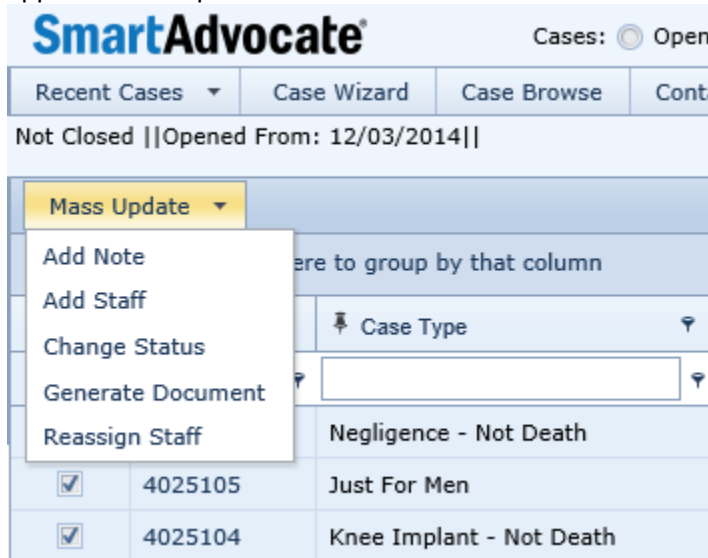 SmartAdvocate®
Cases: Open
Recent Cases Case Wizard Case Browse
Not Closed ||Opened From: 12/03/2014||
Mass Update
to group by that column
Add Note
Add Staff
Case Type
Change Status
Generate Document
Reassign Staff
Negligence - Not Death
4025105 Just For Men
4025104 Knee Implant - Not Death